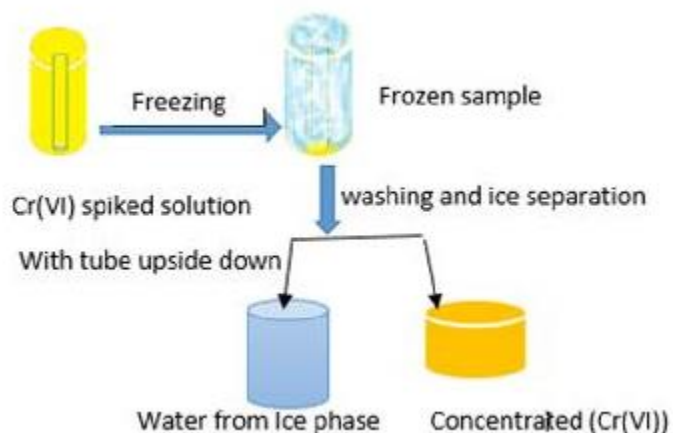 Freezing
Frozen sample
Cr(VI) spiked solution
washing and ice separation
With tube upside down
Water from Ice phase
Concentrated (Cr(VI))